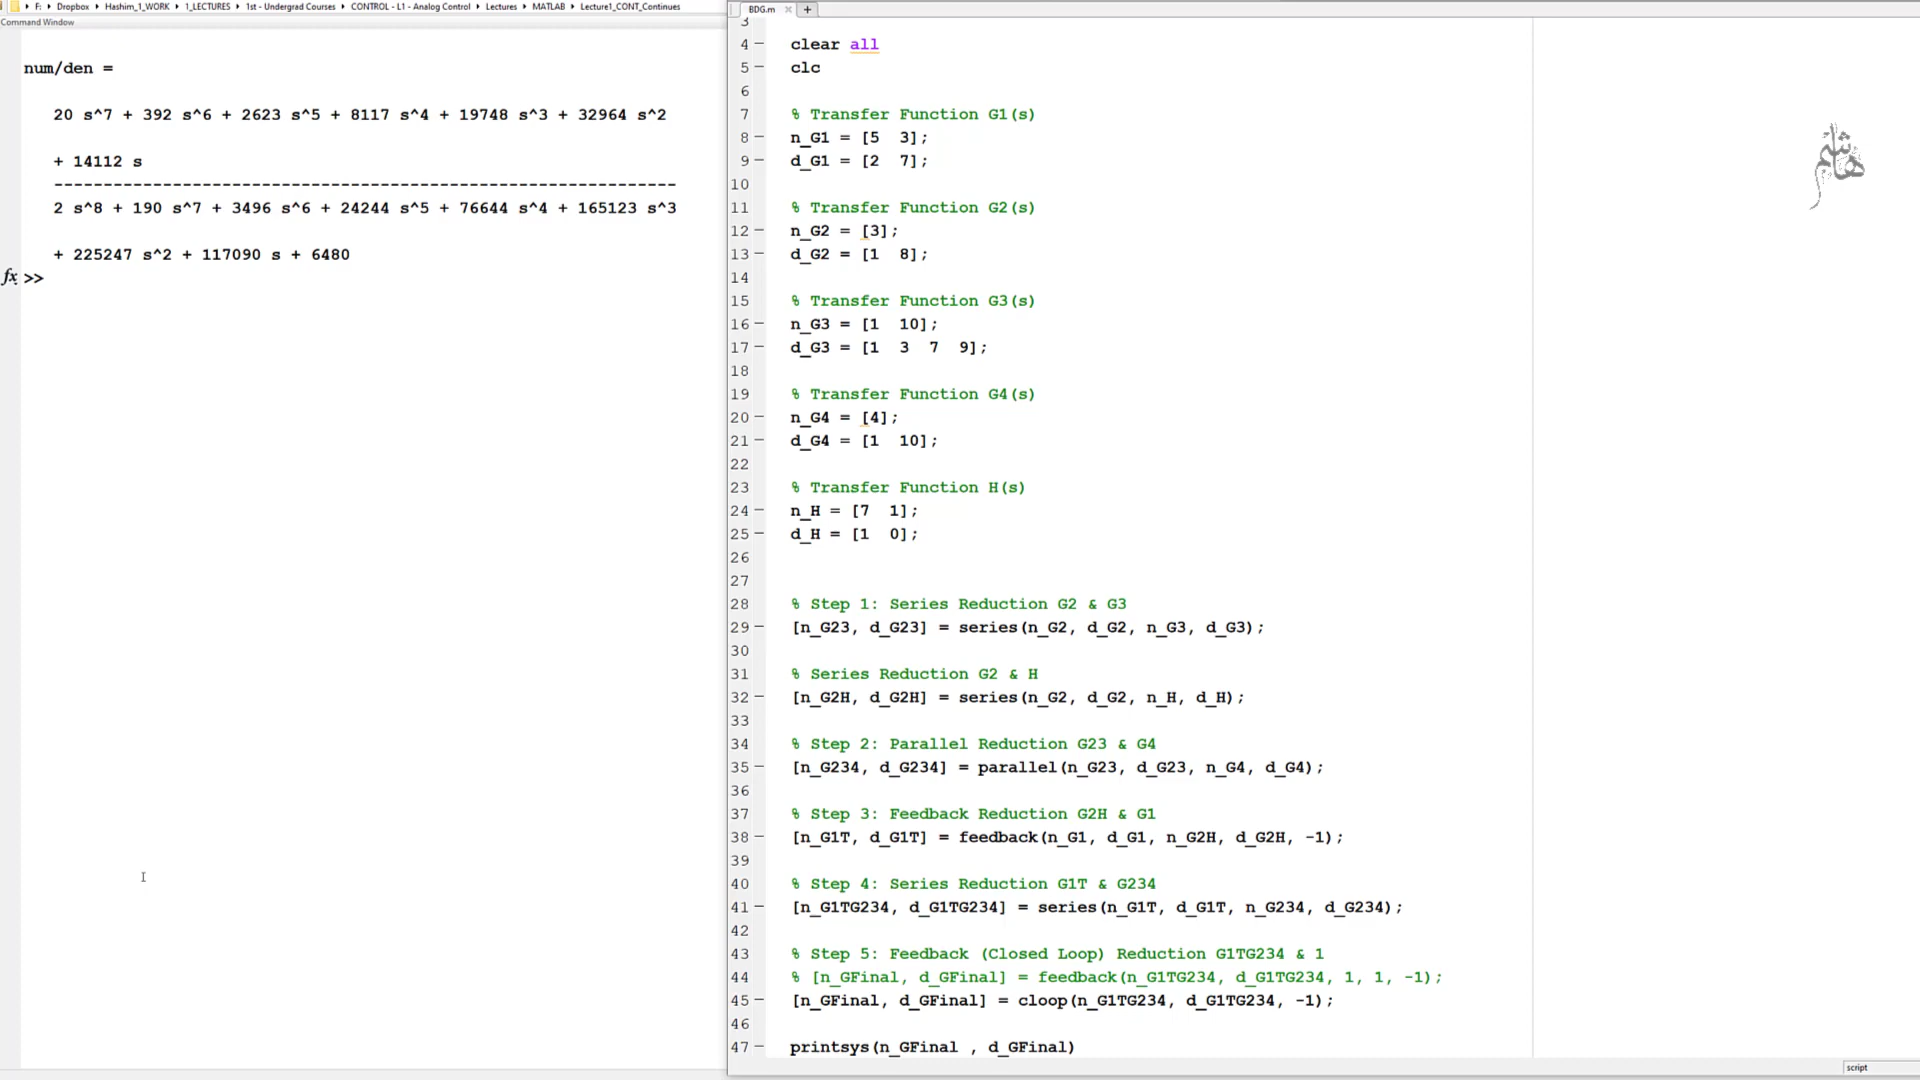 F: ▸ Dropbox ▸ Hashim_1_WORK ▸ 1_LECTURES ▸ 1st - Undergrad Courses ▸ CONTROL - L1 - Analog Control ▸ Lectures ▸ MATLAB ▸ Lecture1_CONT_Continues
Command Window
num/den =
20 s^7 + 392 s^6 + 2623 s^5 + 8117 s^4 + 19748 s^3 + 32964 s^2
+ 14112 s
---------------------------------------------------------------
2 s^8 + 190 s^7 + 3496 s^6 + 24244 s^5 + 76644 s^4 + 165123 s^3
+ 225247 s^2 + 117090 s + 6480
fx >>
BDG.m × +
3
4 − clear all
5 − clc
6
7 % Transfer Function G1(s)
8 − n_G1 = [5 3];
9 − d_G1 = [2 7];
10
11 % Transfer Function G2(s)
12 − n_G2 = [3];
13 − d_G2 = [1 8];
14
15 % Transfer Function G3(s)
16 − n_G3 = [1 10];
17 − d_G3 = [1 3 7 9];
18
19 % Transfer Function G4(s)
20 − n_G4 = [4];
21 − d_G4 = [1 10];
22
23 % Transfer Function H(s)
24 − n_H = [7 1];
25 − d_H = [1 0];
26
27
28 % Step 1: Series Reduction G2 & G3
29 − [n_G23, d_G23] = series(n_G2, d_G2, n_G3, d_G3);
30
31 % Series Reduction G2 & H
32 − [n_G2H, d_G2H] = series(n_G2, d_G2, n_H, d_H);
33
34 % Step 2: Parallel Reduction G23 & G4
35 − [n_G234, d_G234] = parallel(n_G23, d_G23, n_G4, d_G4);
36
37 % Step 3: Feedback Reduction G2H & G1
38 − [n_G1T, d_G1T] = feedback(n_G1, d_G1, n_G2H, d_G2H, -1);
39
40 % Step 4: Series Reduction G1T & G234
41 − [n_G1TG234, d_G1TG234] = series(n_G1T, d_G1T, n_G234, d_G234);
42
43 % Step 5: Feedback (Closed Loop) Reduction G1TG234 & 1
44 % [n_GFinal, d_GFinal] = feedback(n_G1TG234, d_G1TG234, 1, 1, -1);
45 − [n_GFinal, d_GFinal] = cloop(n_G1TG234, d_G1TG234, -1);
46
47 − printsys(n_GFinal , d_GFinal)
هاشم
script